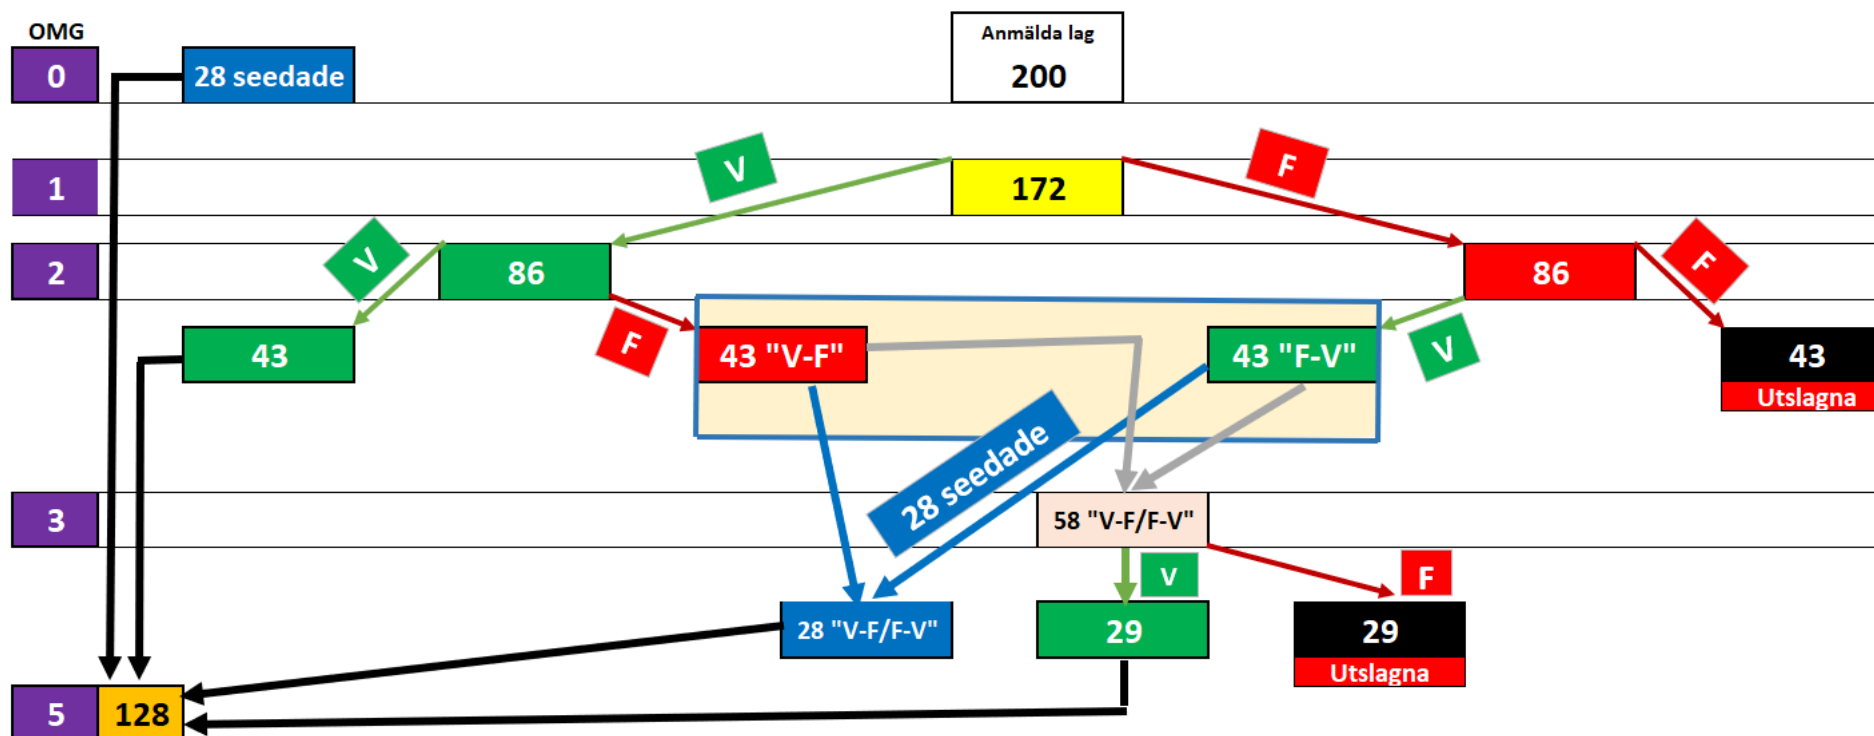 OMG
Anmälda lag
0
28 seedade
200
V
F
1
172
V
F
2
86
86
F
V
43
43 "V-F"
43 "F-V"
43
Utslagna
28 seedade
3
58 "V-F/F-V"
V
F
28 "V-F/F-V"
29
29
Utslagna
5
128